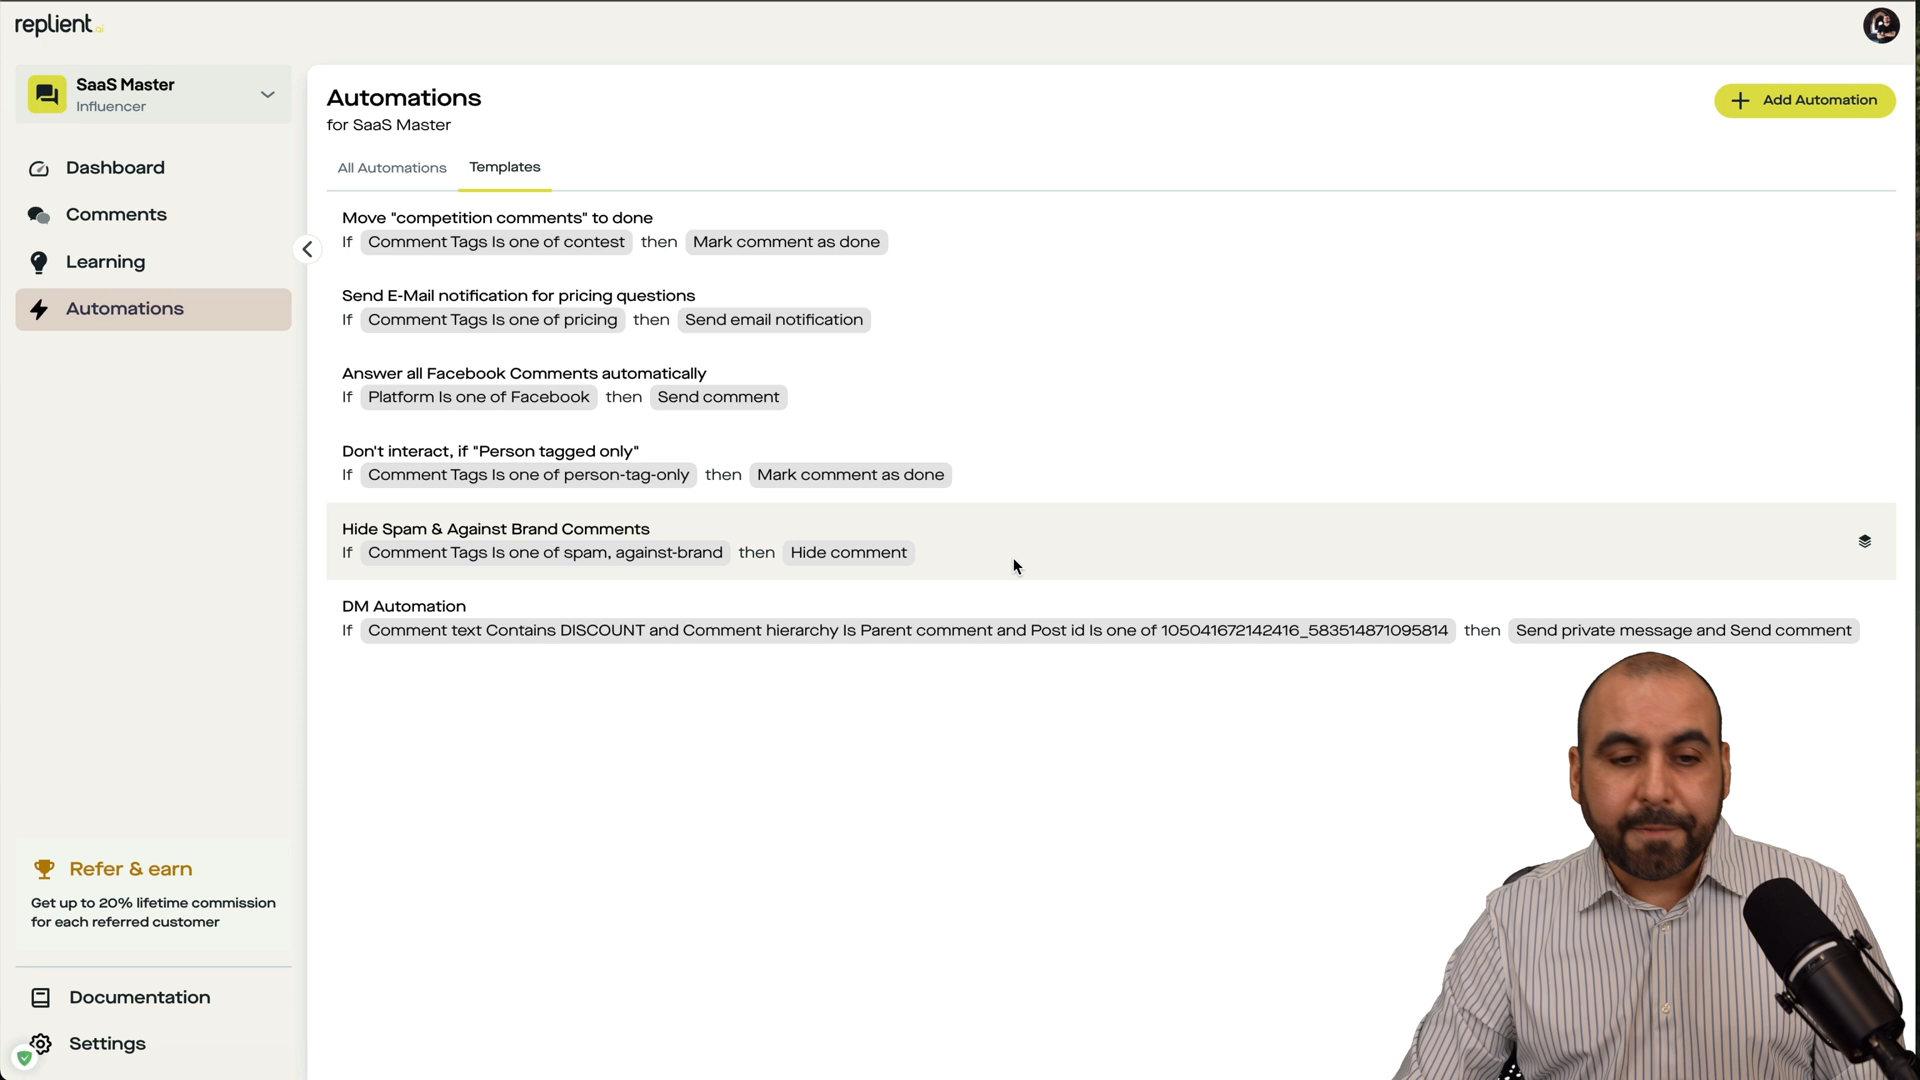 replient.ai
SaaS Master
Influencer
Dashboard
Comments
Learning
Automations
Refer & earn
Get up to 20% lifetime commission
for each referred customer
Documentation
Settings
Automations
for SaaS Master
Add Automation
All Automations
Templates
Move "competition comments" to done
If Comment Tags Is one of contest then Mark comment as done
Send E-Mail notification for pricing questions
If Comment Tags Is one of pricing then Send email notification
Answer all Facebook Comments automatically
If Platform Is one of Facebook then Send comment
Don't interact, if "Person tagged only"
If Comment Tags Is one of person-tag-only then Mark comment as done
Hide Spam & Against Brand Comments
If Comment Tags Is one of spam, against-brand then Hide comment
DM Automation
If Comment text Contains DISCOUNT and Comment hierarchy Is Parent comment and Post id Is one of 105041672142416_583514871095814 then Send private message and Send comment